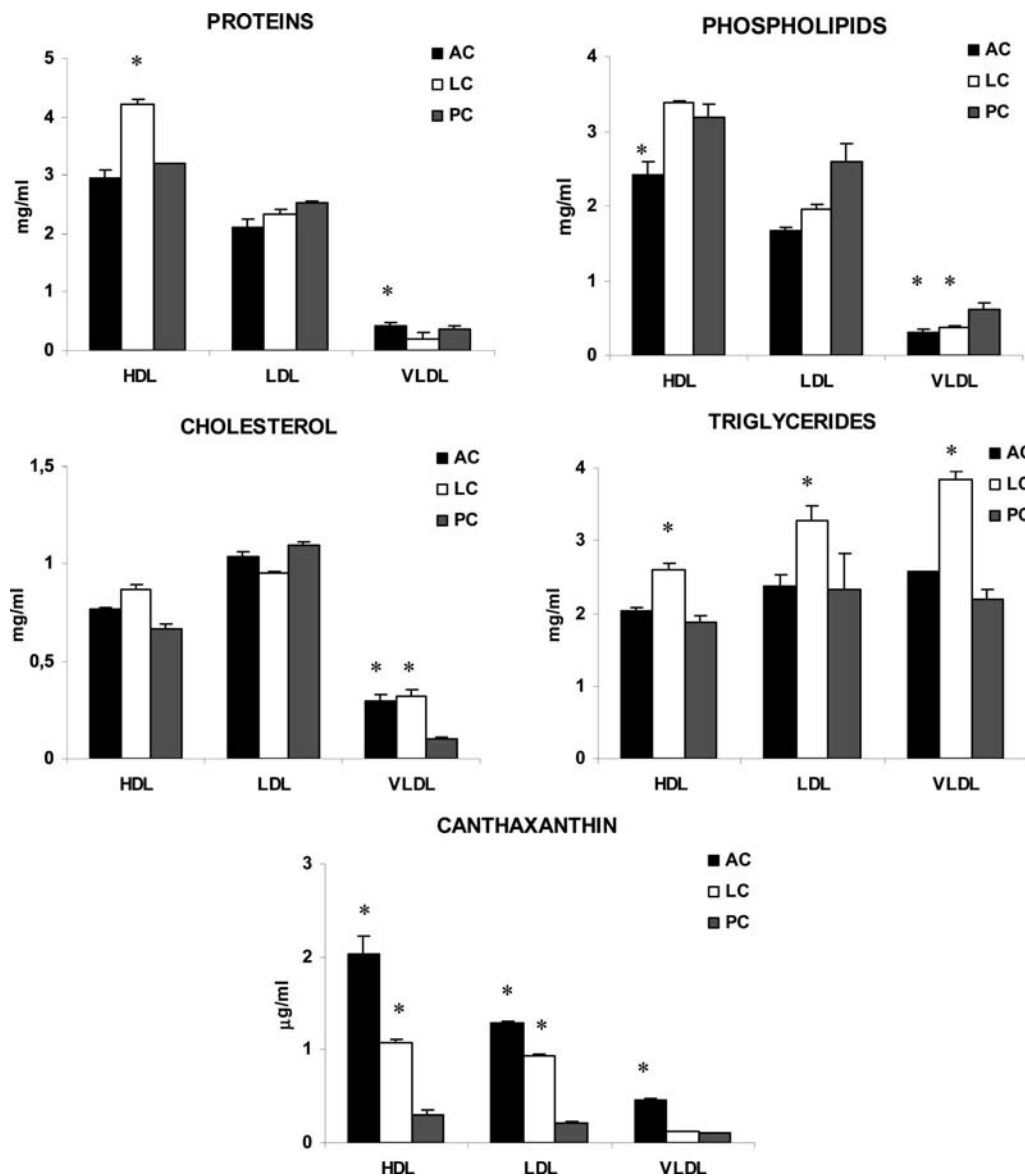 PROTEINS
5
4
3
2
1
0
mg/ml
*
*
AC
LC
PC
HDL LDL VLDL
PHOSPHOLIPIDS
4
3
2
1
0
mg/ml
*
* *
AC
LC
PC
HDL LDL VLDL
CHOLESTEROL
1,5
1
0,5
0
mg/ml
* *
AC
LC
PC
HDL LDL VLDL
TRIGLYCERIDES
4
3
2
1
0
mg/ml
*
*
*
AC
LC
PC
HDL LDL VLDL
CANTHAXANTHIN
3
2
1
0
µg/ml
*
*
*
*
*
AC
LC
PC
HDL LDL VLDL